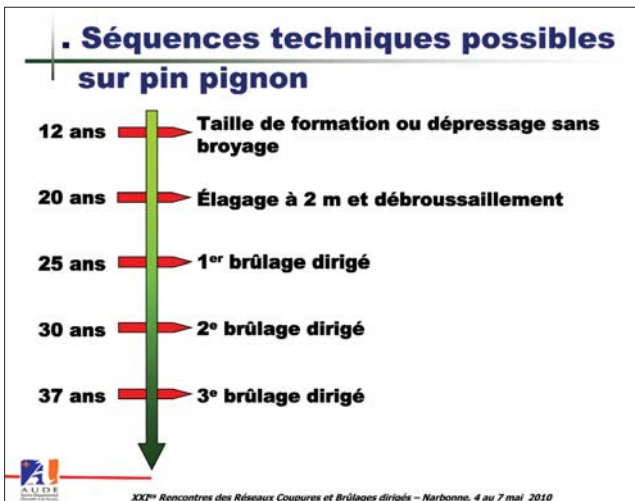 . Séquences techniques possibles
sur pin pignon
12 ans Taille de formation ou dépressage sans
broyage
20 ans Élagage à 2 m et débroussaillement
25 ans 1er brûlage dirigé
30 ans 2e brûlage dirigé
37 ans 3e brûlage dirigé
AUDE
XXIes Rencontres des Réseaux Coupures et Brûlages dirigés – Narbonne, 4 au 7 mai 2010